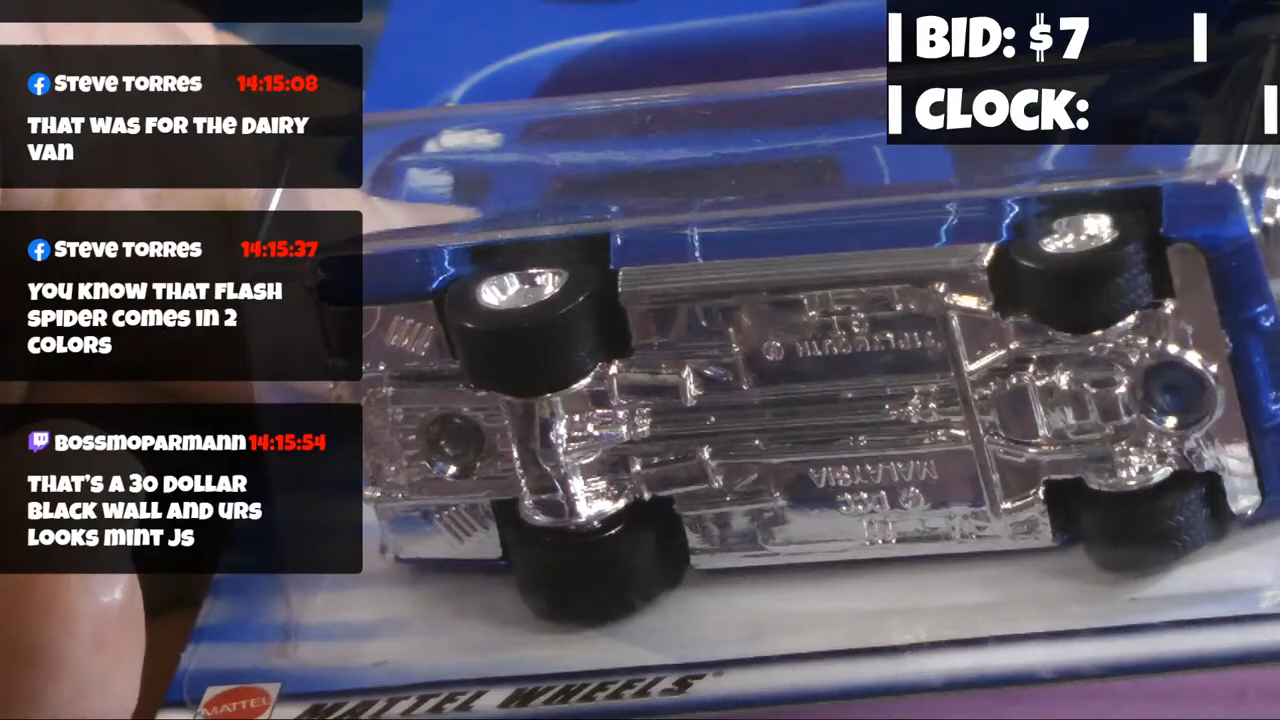 STEVE TORRES 14:15:08
THAT WAS FOR THE DAIRY
VAN
STEVE TORRES 14:15:37
YOU KNOW THAT FLASH
SPIDER COMES IN 2
COLORS
BOSSMOPARMANN 14:15:54
THAT'S A 30 DOLLAR
BLACK WALL AND URS
LOOKS MINT JS
| BID: $7 |
| CLOCK: |
MALAYSIA
MATTEL
MATTEL WHEELS